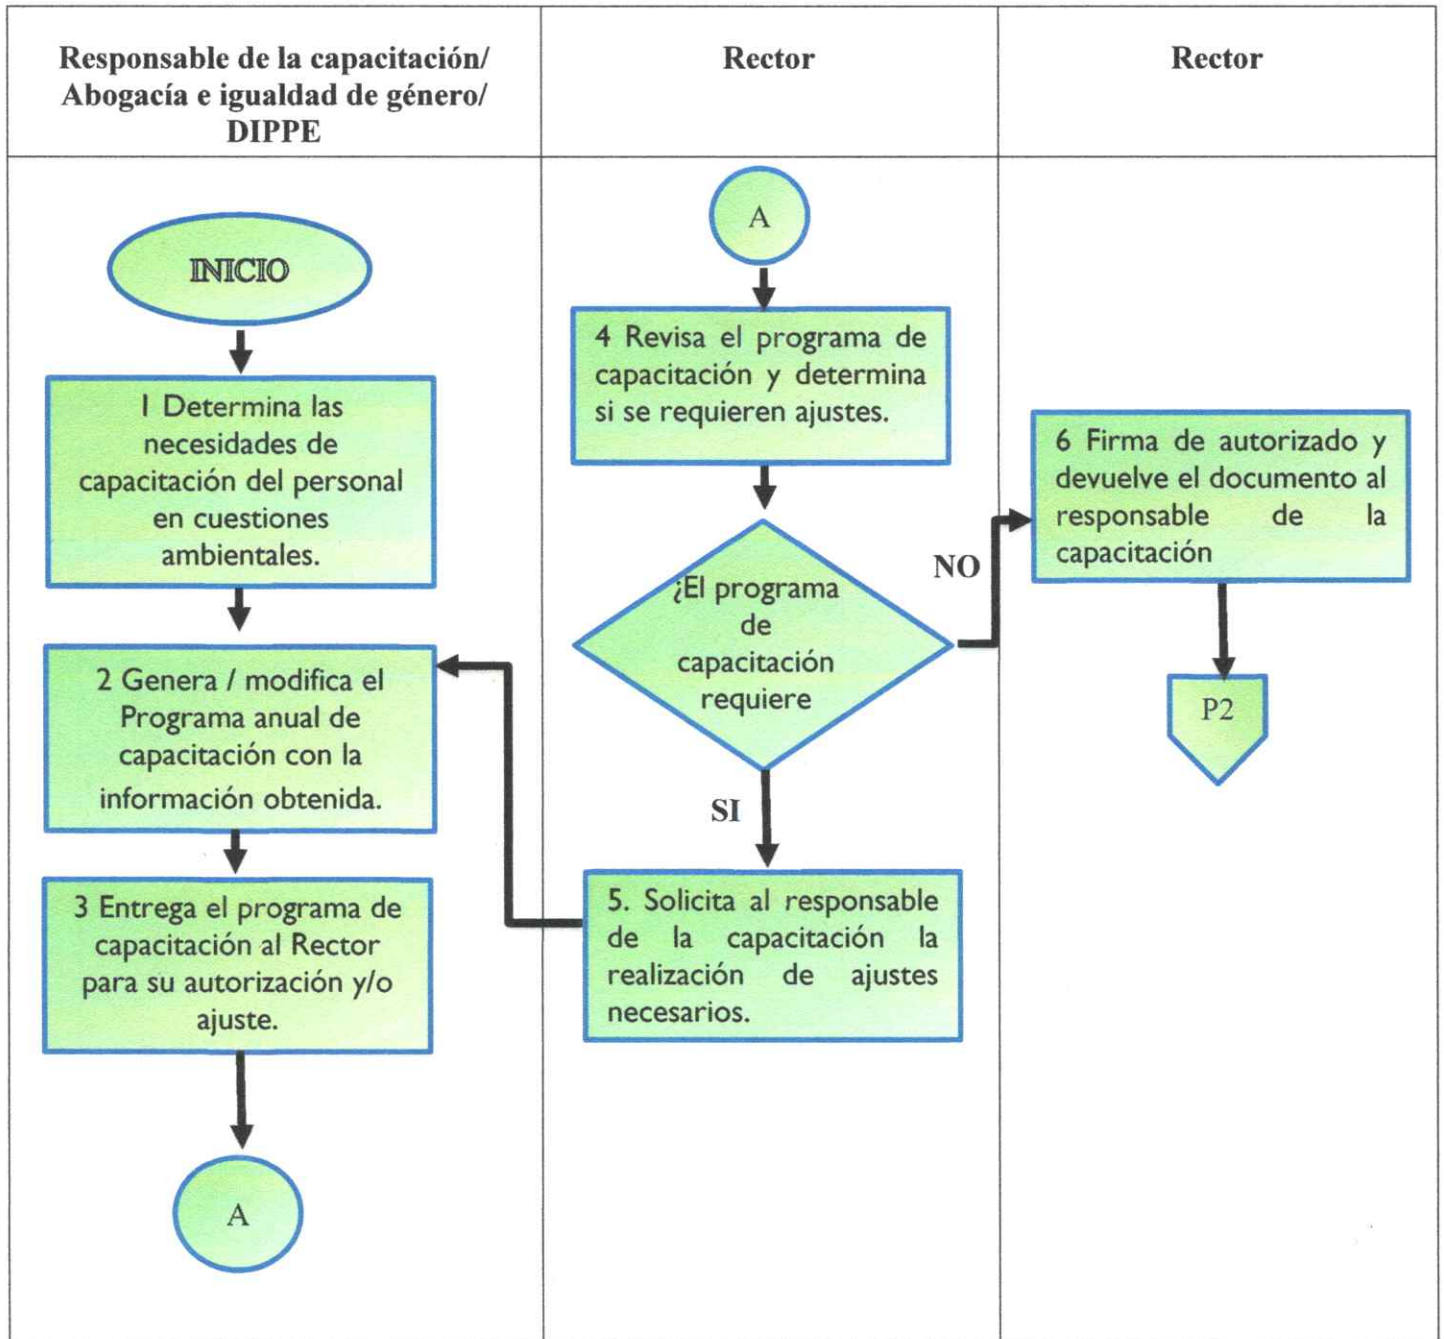 Responsable de la capacitación/
Abogacía e igualdad de género/
DIPPE
Rector
Rector
INICIO
1 Determina las
necesidades de
capacitación del personal
en cuestiones
ambientales.
2 Genera / modifica el
Programa anual de
capacitación con la
información obtenida.
3 Entrega el programa de
capacitación al Rector
para su autorización y/o
ajuste.
A
A
4 Revisa el programa de
capacitación y determina
si se requieren ajustes.
¿El programa
de
capacitación
requiere
NO
SI
5. Solicita al responsable
de la capacitación la
realización de ajustes
necesarios.
6 Firma de autorizado y
devuelve el documento al
responsable de la
capacitación
P2